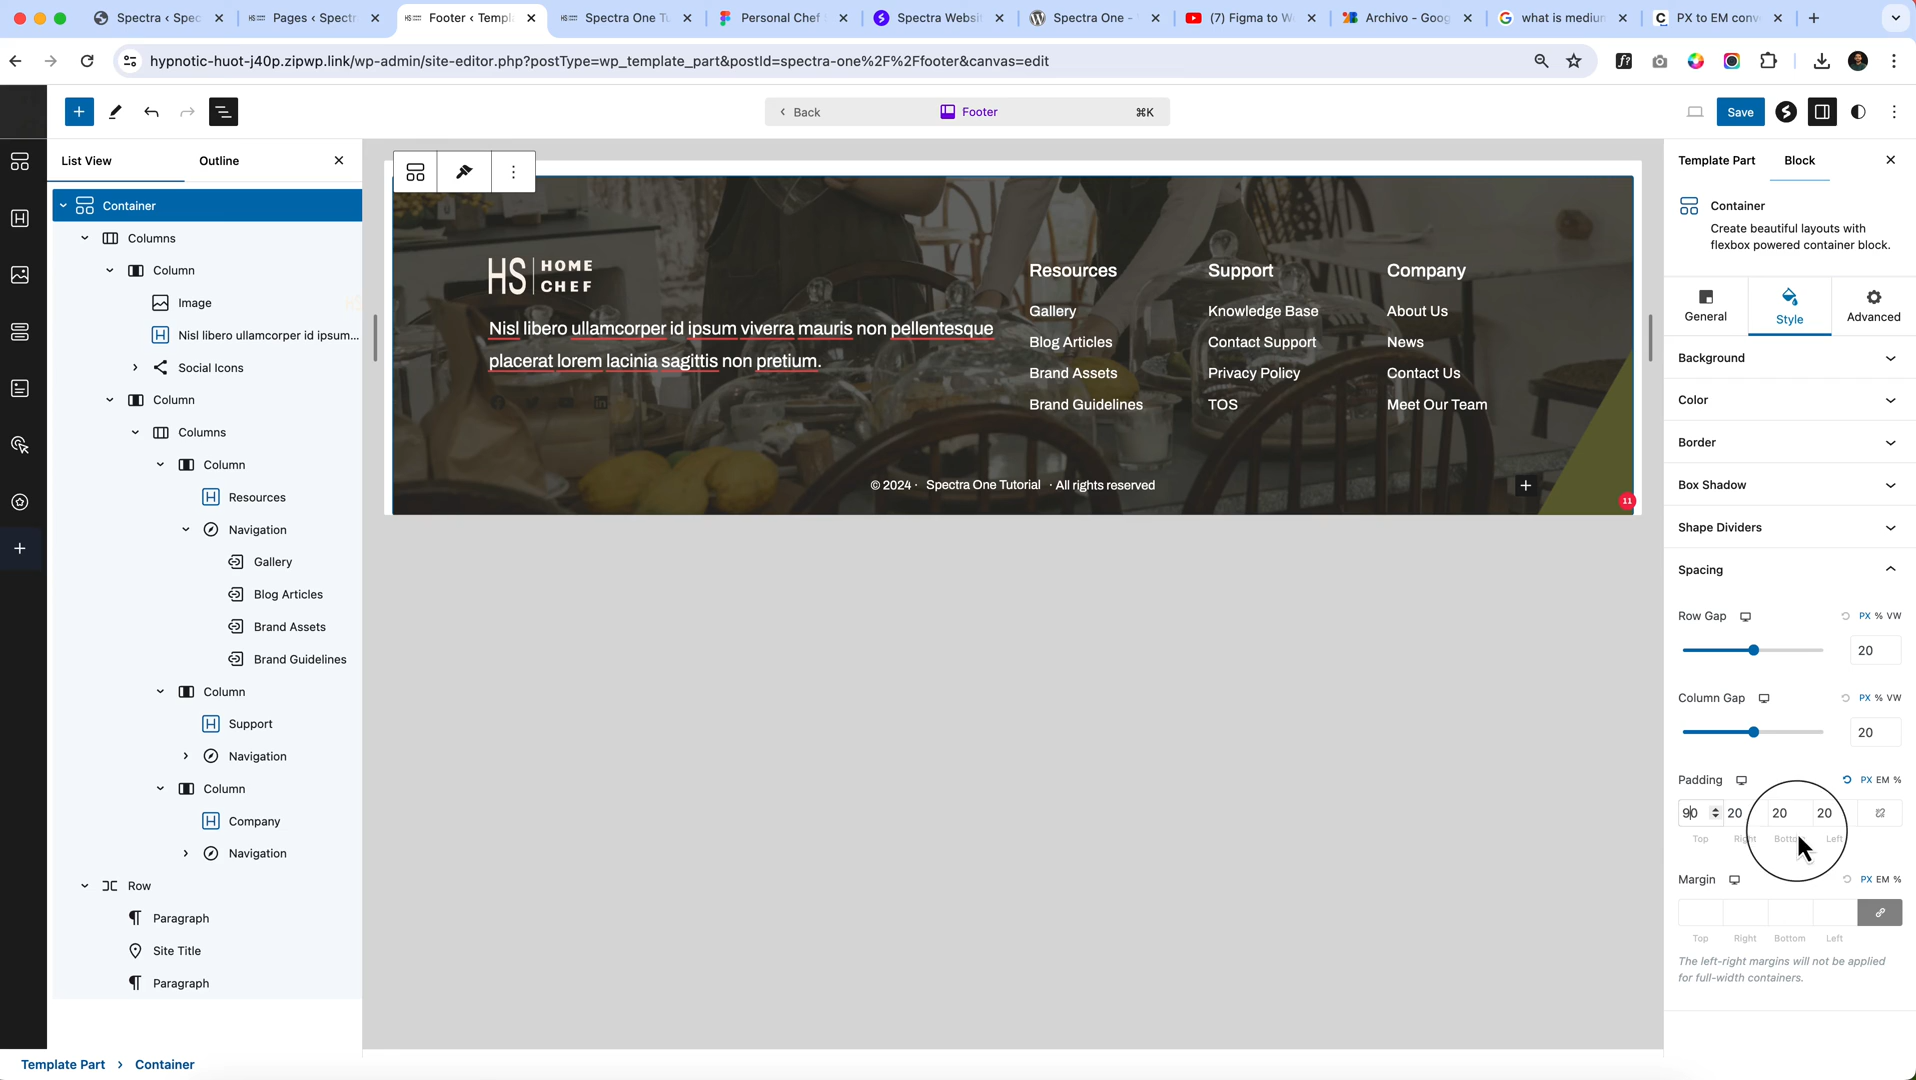 Spectra ‹ Spec
Pages ‹ Spectr
Footer ‹ Templ
Spectra One Tu
Personal Chef
Spectra Websit
Spectra One -
(7) Figma to W
Archivo - Goog
what is medium
PX to EM conv
hypnotic-huot-j40p.zipwp.link/wp-admin/site-editor.php?postType=wp_template_part&postId=spectra-one%2F%2Ffooter&canvas=edit
Back
Footer
⌘K
Save
List View
Outline
Container
Columns
Column
Image
Nisl libero ullamcorper id ipsum...
Social Icons
Column
Columns
Column
Resources
Navigation
Gallery
Blog Articles
Brand Assets
Brand Guidelines
Column
Support
Navigation
Column
Company
Navigation
Row
Paragraph
Site Title
Paragraph
Template Part › Container
HS HOME CHEF
Nisl libero ullamcorper id ipsum viverra mauris non pellentesque
placerat lorem lacinia sagittis non pretium.
Resources
Gallery
Blog Articles
Brand Assets
Brand Guidelines
Support
Knowledge Base
Contact Support
Privacy Policy
TOS
Company
About Us
News
Contact Us
Meet Our Team
© 2024 · Spectra One Tutorial · All rights reserved
11
Template Part
Block
Container
Create beautiful layouts with
flexbox powered container block.
General
Style
Advanced
Background
Color
Border
Box Shadow
Shape Dividers
Spacing
Row Gap
PX % VW
20
Column Gap
PX % VW
20
Padding
PX EM %
90 20 20 20
Top Right Bottom Left
Margin
PX EM %
Top Right Bottom Left
The left-right margins will not be applied
for full-width containers.